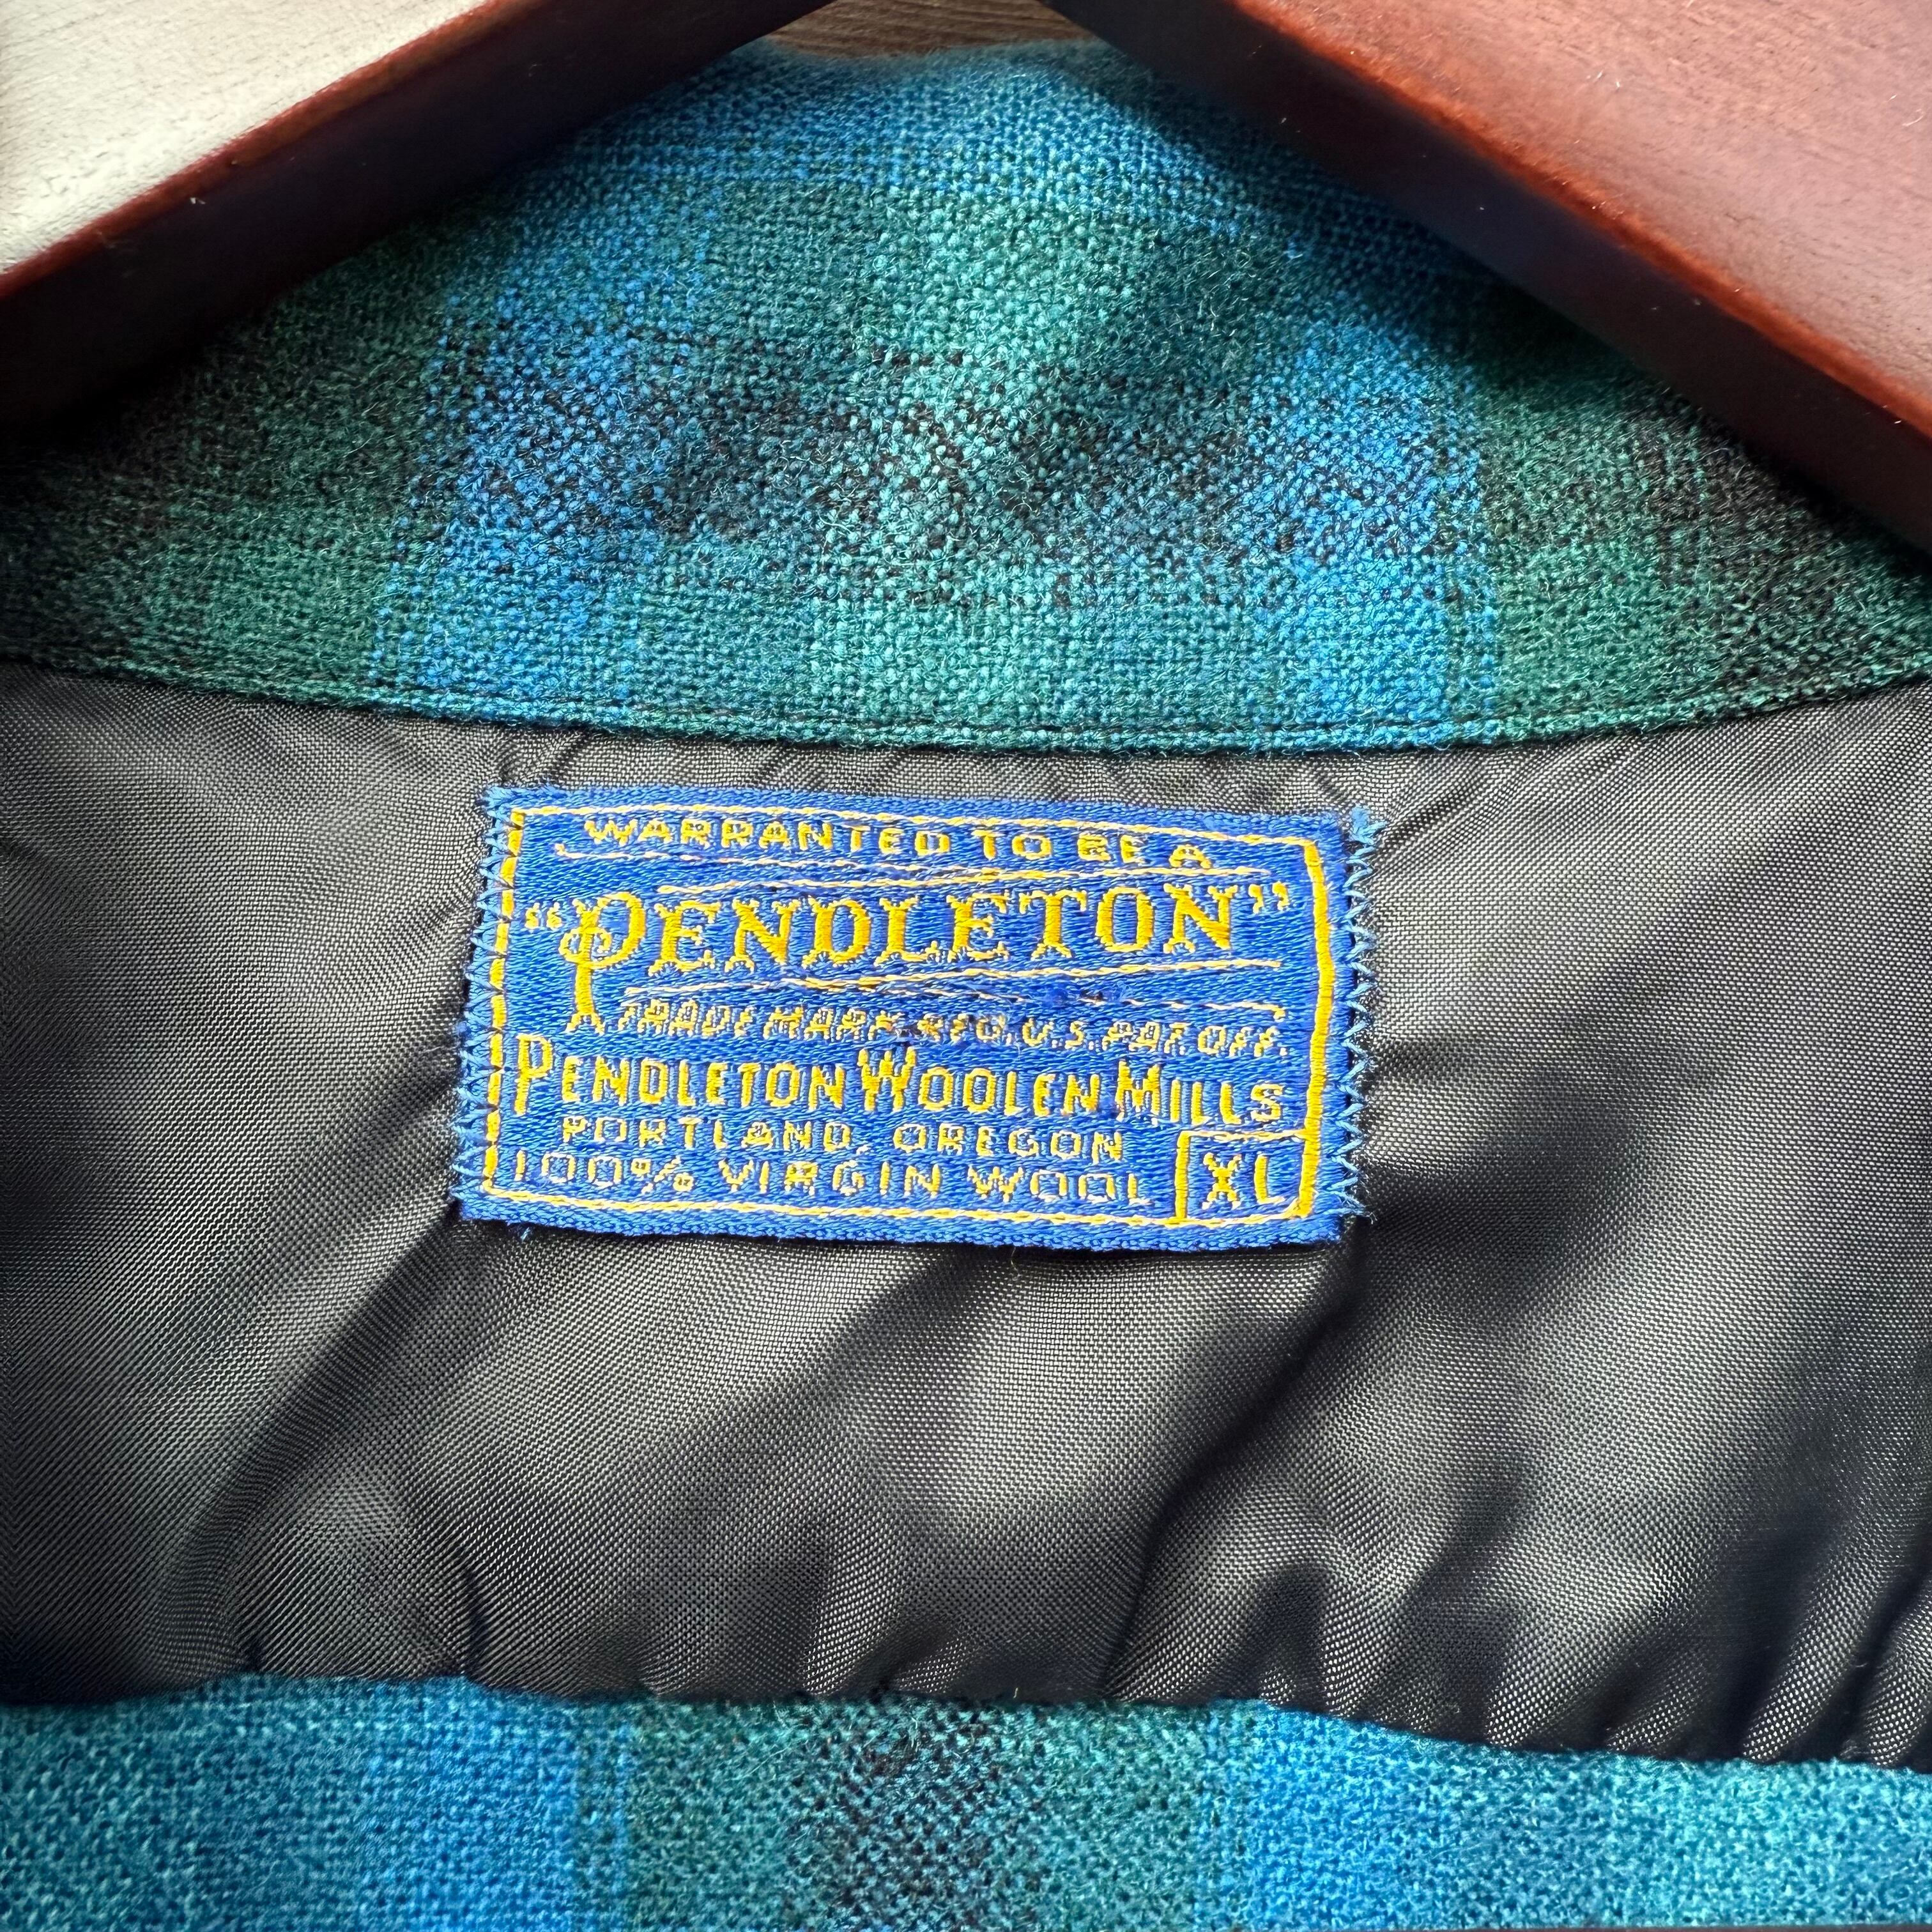 WARRANTED TO BE A
“PENDLETON”
TRADE MARK REG. U.S. PAT. OFF.
PENDLETON WOOLEN MILLS
PORTLAND, OREGON
100% VIRGIN WOOL XL